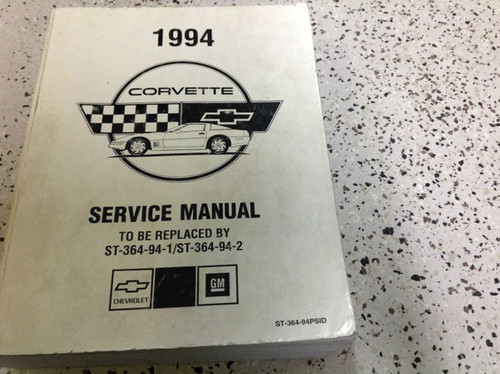 1994
CORVETTE
SERVICE MANUAL
TO BE REPLACED BY
ST-364-94-1/ST-364-94-2
CHEVROLET
GM
ST-364-94PSID